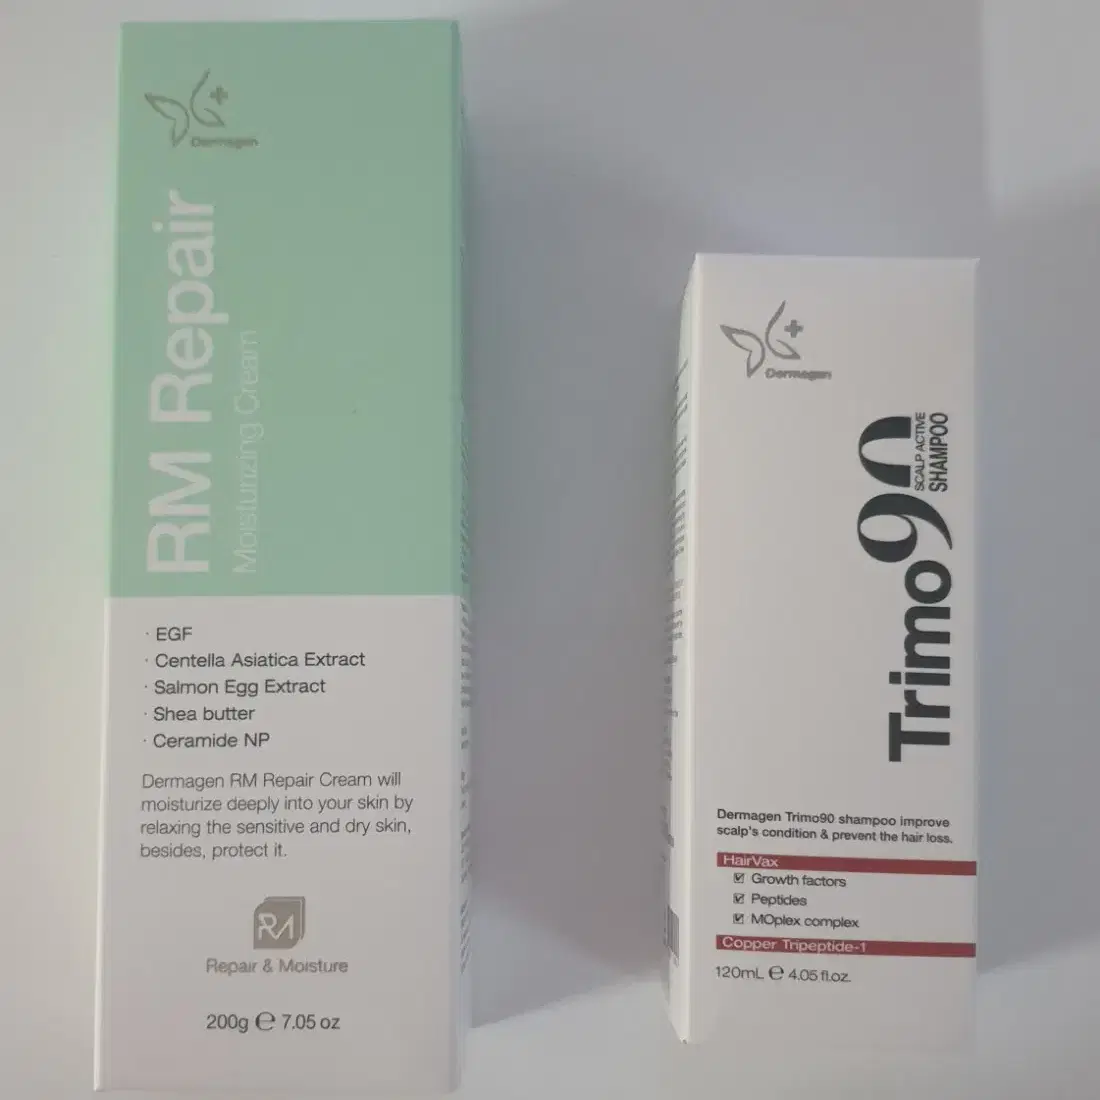 Dermagen
RM Repair
Moisturizing Cream
· EGF
· Centella Asiatica Extract
· Salmon Egg Extract
· Shea butter
· Ceramide NP
Dermagen RM Repair Cream will
moisturize deeply into your skin by
relaxing the sensitive and dry skin,
besides, protect it.
RM
Repair & Moisture
200g ℮ 7.05 oz
Dermagen
Trimo90
SCALP ACTIVE
SHAMPOO
Dermagen Trimo90 shampoo improve
scalp's condition & prevent the hair loss.
HairVax
☑ Growth factors
☑ Peptides
☑ MOplex complex
Copper Tripeptide-1
120mL ℮ 4.05 fl.oz.